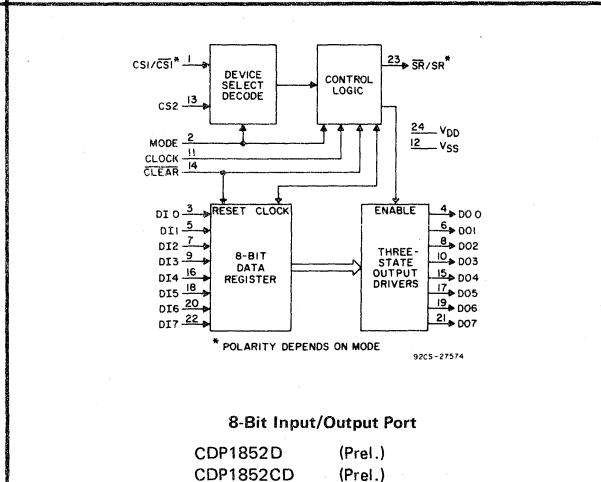 CS1/C̅S̅1̅* 1
DEVICE
SELECT
DECODE
CONTROL
LOGIC
23 S̅R̅/SR*
CS2 13
MODE 2
CLOCK 11
C̅L̅E̅A̅R̅ 14
24 VDD
12 VSS
RESET CLOCK
8-BIT
DATA
REGISTER
ENABLE
THREE-
STATE
OUTPUT
DRIVERS
DI 0 3
DI1 5
DI2 7
DI3 9
DI4 16
DI5 18
DI6 20
DI7 22
4 DO 0
6 DO1
8 DO2
10 DO3
15 DO4
17 DO5
19 DO6
21 DO7
* POLARITY DEPENDS ON MODE
92CS-27574
8-Bit Input/Output Port
CDP1852D (Prel.)
CDP1852CD (Prel.)